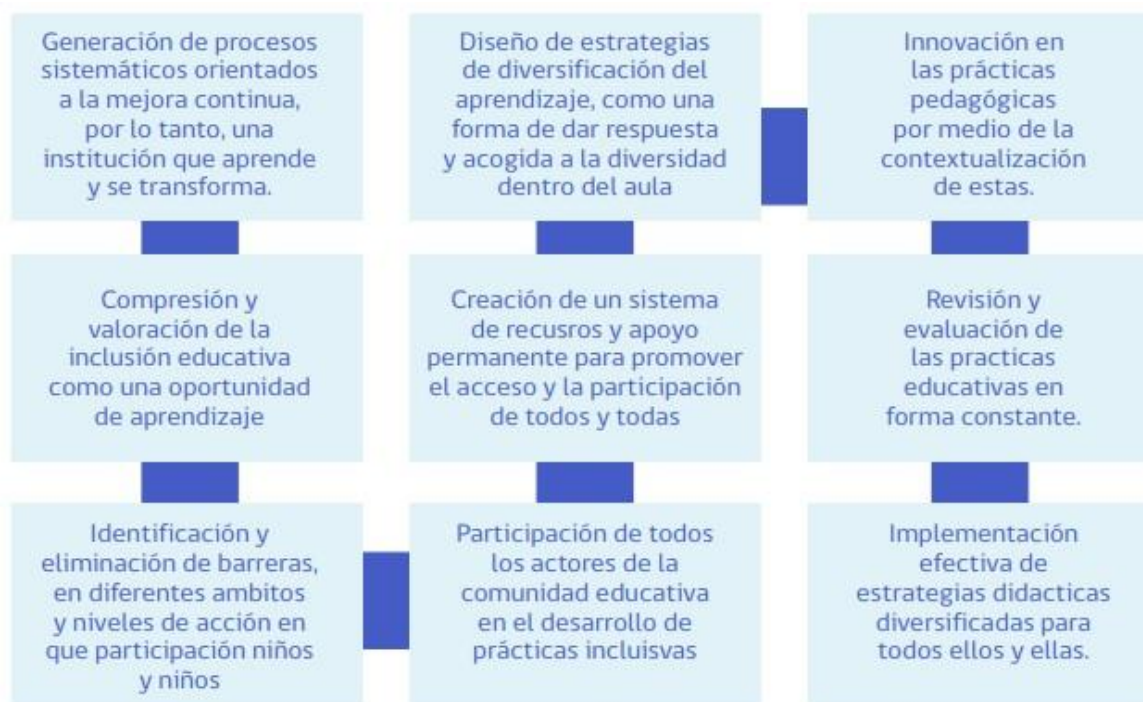 Generación de procesos
sistemáticos orientados
a la mejora continua,
por lo tanto, una
institución que aprende
y se transforma.
Compresión y
valoración de la
inclusión educativa
como una oportunidad
de aprendizaje
Identificación y
eliminación de barreras,
en diferentes ambitos
y niveles de acción en
que participación niños
y niños
Participación de todos
los actores de la
comunidad educativa
en el desarrollo de
prácticas incluisvas
Creación de un sistema
de recusros y apoyo
permanente para promover
el acceso y la participación
de todos y todas
Diseño de estrategias
de diversificación del
aprendizaje, como una
forma de dar respuesta
y acogida a la diversidad
dentro del aula
Innovación en
las prácticas
pedagógicas
por medio de la
contextualización
de estas.
Revisión y
evaluación de
las practicas
educativas en
forma constante.
Implementación
efectiva de
estrategias didacticas
diversificadas para
todos ellos y ellas.